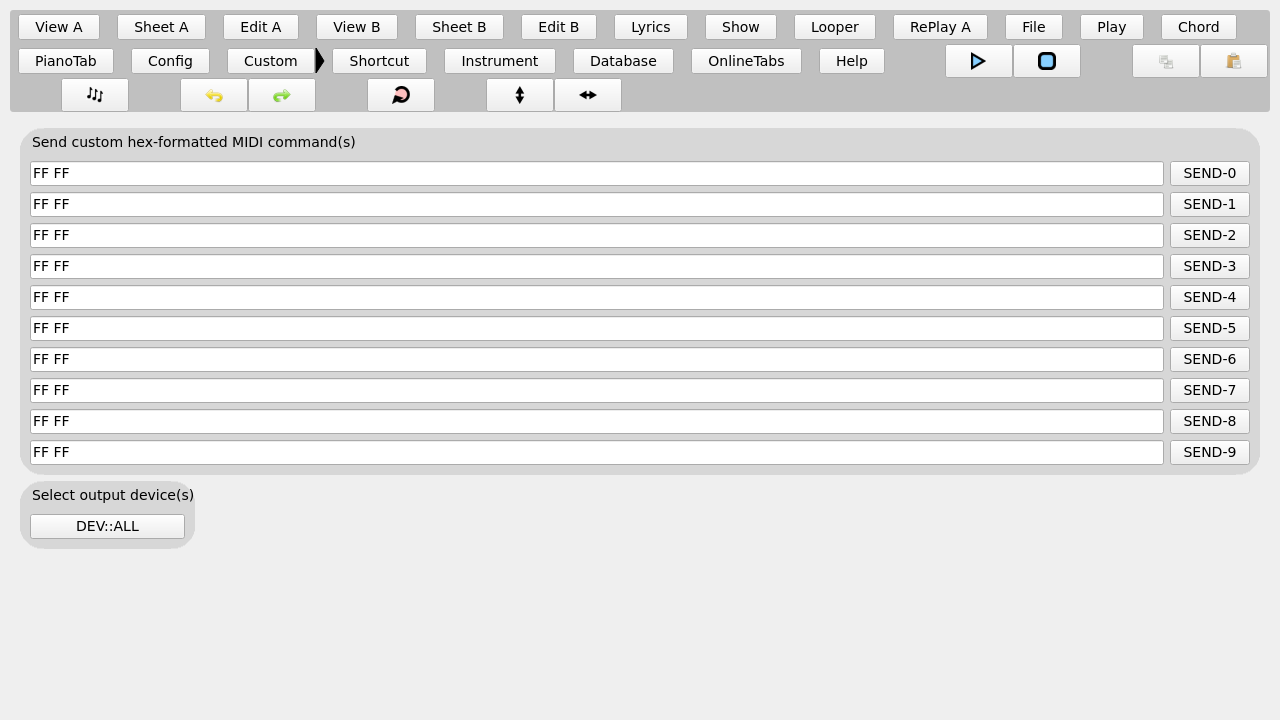 View A Sheet A Edit A View B Sheet B Edit B Lyrics Show Looper RePlay A File Play Chord
PianoTab Config Custom Shortcut Instrument Database OnlineTabs Help
Send custom hex-formatted MIDI command(s)
FF FF SEND-0
FF FF SEND-1
FF FF SEND-2
FF FF SEND-3
FF FF SEND-4
FF FF SEND-5
FF FF SEND-6
FF FF SEND-7
FF FF SEND-8
FF FF SEND-9
Select output device(s)
DEV::ALL